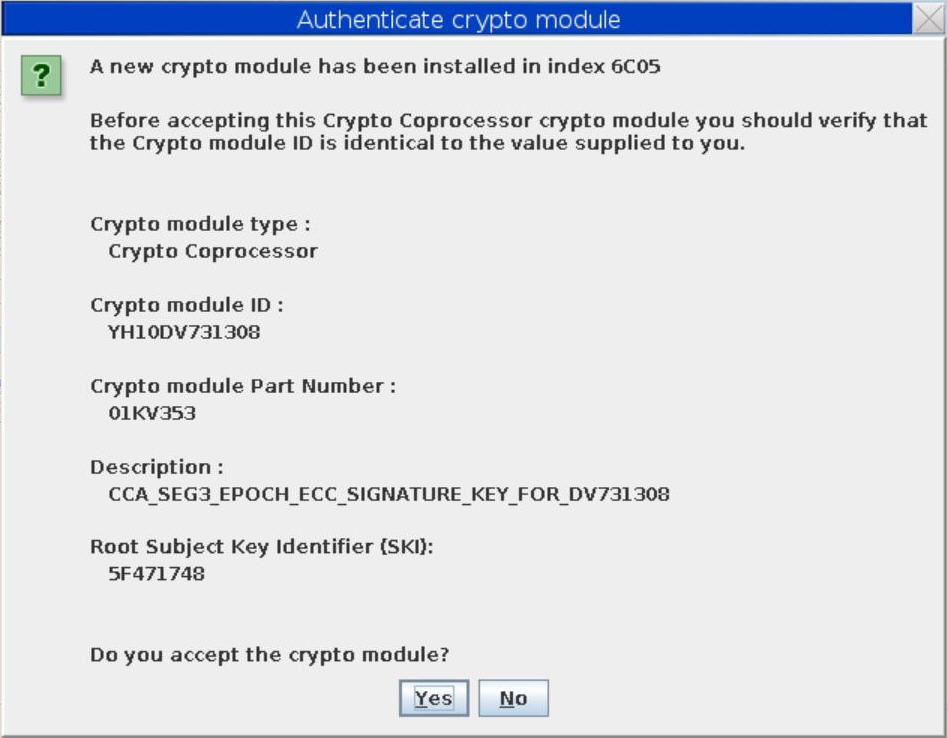 Authenticate crypto module
?
A new crypto module has been installed in index 6C05
Before accepting this Crypto Coprocessor crypto module you should verify that
the Crypto module ID is identical to the value supplied to you.
Crypto module type :
Crypto Coprocessor
Crypto module ID :
YH10DV731308
Crypto module Part Number :
01KV353
Description :
CCA_SEG3_EPOCH_ECC_SIGNATURE_KEY_FOR_DV731308
Root Subject Key Identifier (SKI):
5F471748
Do you accept the crypto module?
Yes No